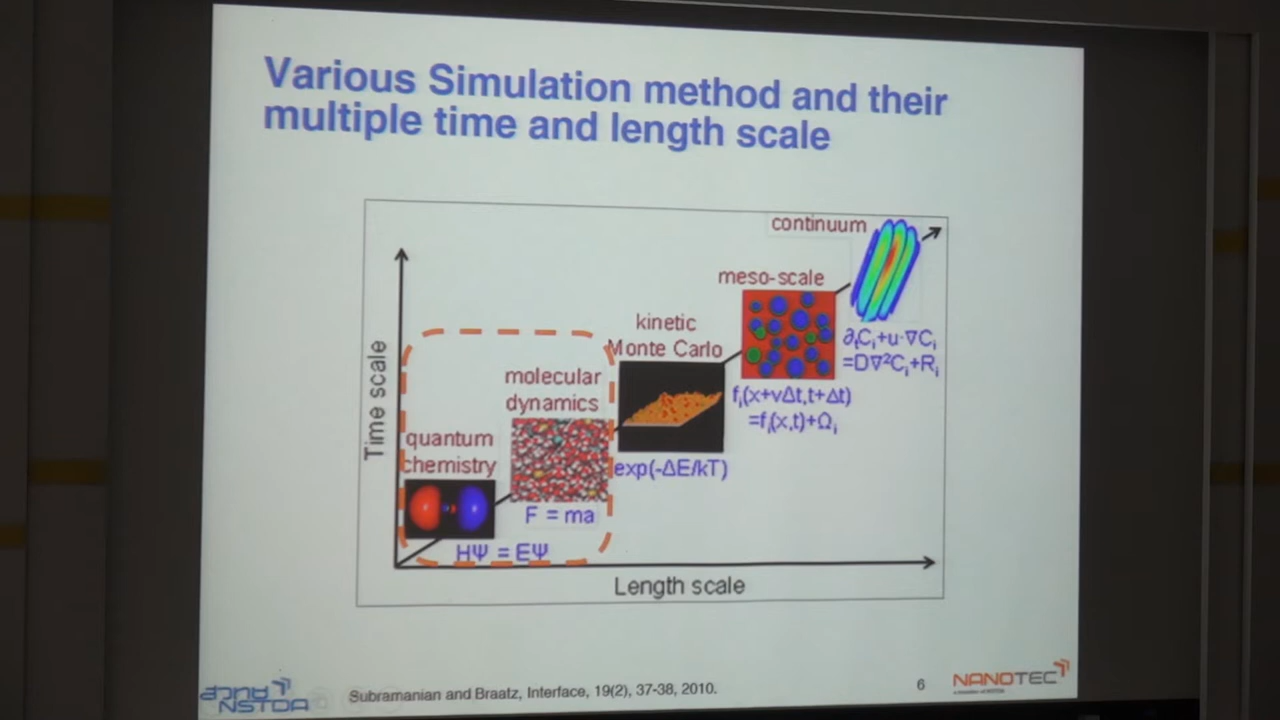 Various Simulation method and their
multiple time and length scale
continuum
meso-scale
kinetic
Monte Carlo
∂ₜCᵢ+u·∇Cᵢ
=D∇²Cᵢ+Rᵢ
molecular
dynamics
fᵢ(x+vΔt,t+Δt)
=fᵢ(x,t)+Ωᵢ
quantum
chemistry
exp(-ΔE/kT)
F = ma
HΨ = EΨ
Time scale
Length scale
NSTDA
Subramanian and Braatz, Interface, 19(2), 37-38, 2010.
6
NANOTEC